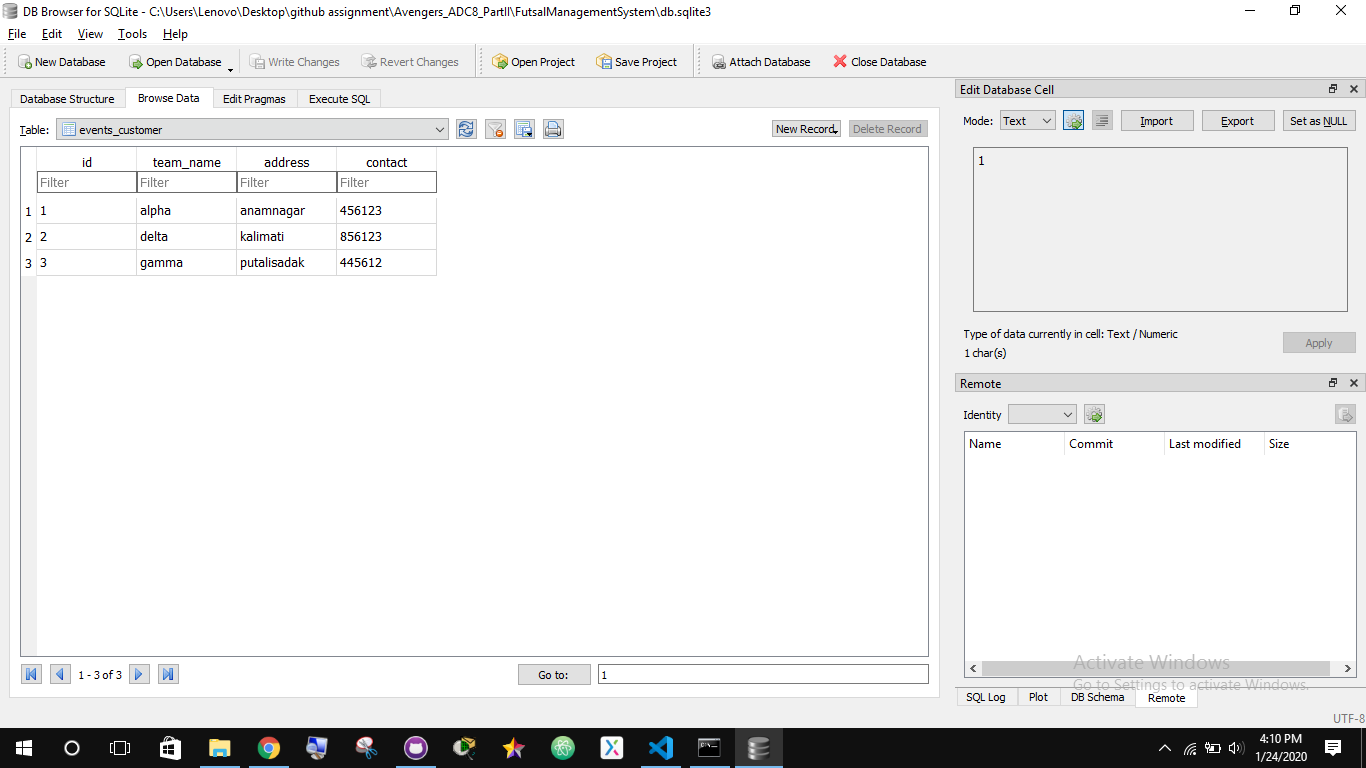 DB Browser for SQLite - C:\Users\Lenovo\Desktop\github assignment\Avengers_ADC8_PartII\FutsalManagementSystem\db.sqlite3
File Edit View Tools Help
New Database Open Database Write Changes Revert Changes Open Project Save Project Attach Database Close Database
Database Structure Browse Data Edit Pragmas Execute SQL
Table: events_customer New Record Delete Record
id team_name address contact
Filter Filter Filter Filter
1 1 alpha anamnagar 456123
2 2 delta kalimati 856123
3 3 gamma putalisadak 445612
1 - 3 of 3 Go to: 1
Edit Database Cell
Mode: Text Import Export Set as NULL
1
Type of data currently in cell: Text / Numeric
1 char(s)
Apply
Remote
Identity
Name Commit Last modified Size
Activate Windows
Go to Settings to activate Windows.
SQL Log Plot DB Schema Remote
UTF-8
4:10 PM
1/24/2020